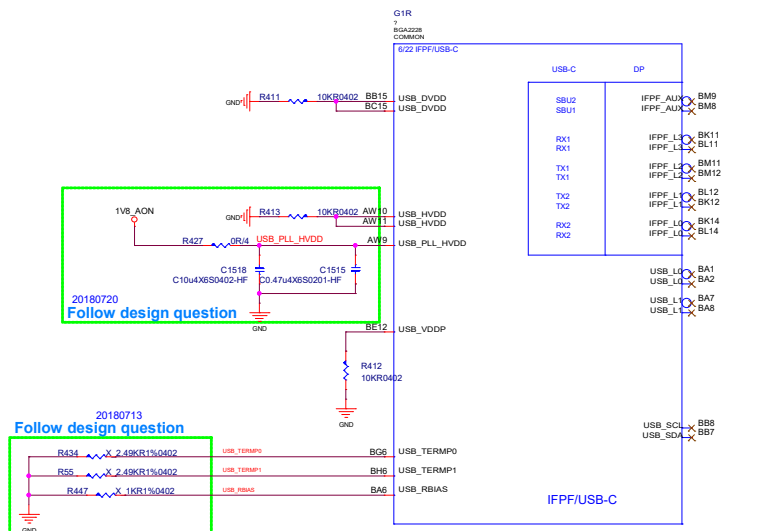 G1R
?
BGA2228
COMMON
6/22 IFPF/USB-C
USB-C DP
GND R411 10KR0402 BB15 USB_DVDD
BC15 USB_DVDD
SBU2 IFPF_AUX BM9
SBU1 IFPF_AUX BM8
RX1 IFPF_L3 BK11
RX1 IFPF_L3 BL11
TX1 IFPF_L2 BM11
TX1 IFPF_L2 BM12
TX2 IFPF_L1 BL12
TX2 IFPF_L1 BK12
RX2 IFPF_L0 BK14
RX2 IFPF_L0 BL14
1V8_AON
GND R413 10KR0402 AW10 USB_HVDD
AW11 USB_HVDD
R427 0R/4 USB_PLL_HVDD AW9 USB_PLL_HVDD
C1518 C1515
C10u4X6S0402-HF C0.47u4X6S0201-HF
USB_L0 BA1
USB_L0 BA2
20180720
Follow design question
GND
USB_L1 BA7
USB_L1 BA8
BE12 USB_VDDP
R412
10KR0402
GND
20180713
Follow design question
USB_SCL BB8
USB_SDA BB7
R434 X_2.49KR1%0402 USB_TERMP0 BG6 USB_TERMP0
R55 X_2.49KR1%0402 USB_TERMP1 BH6 USB_TERMP1
R447 X_1KR1%0402 USB_RBIAS BA6 USB_RBIAS
IFPF/USB-C
GND